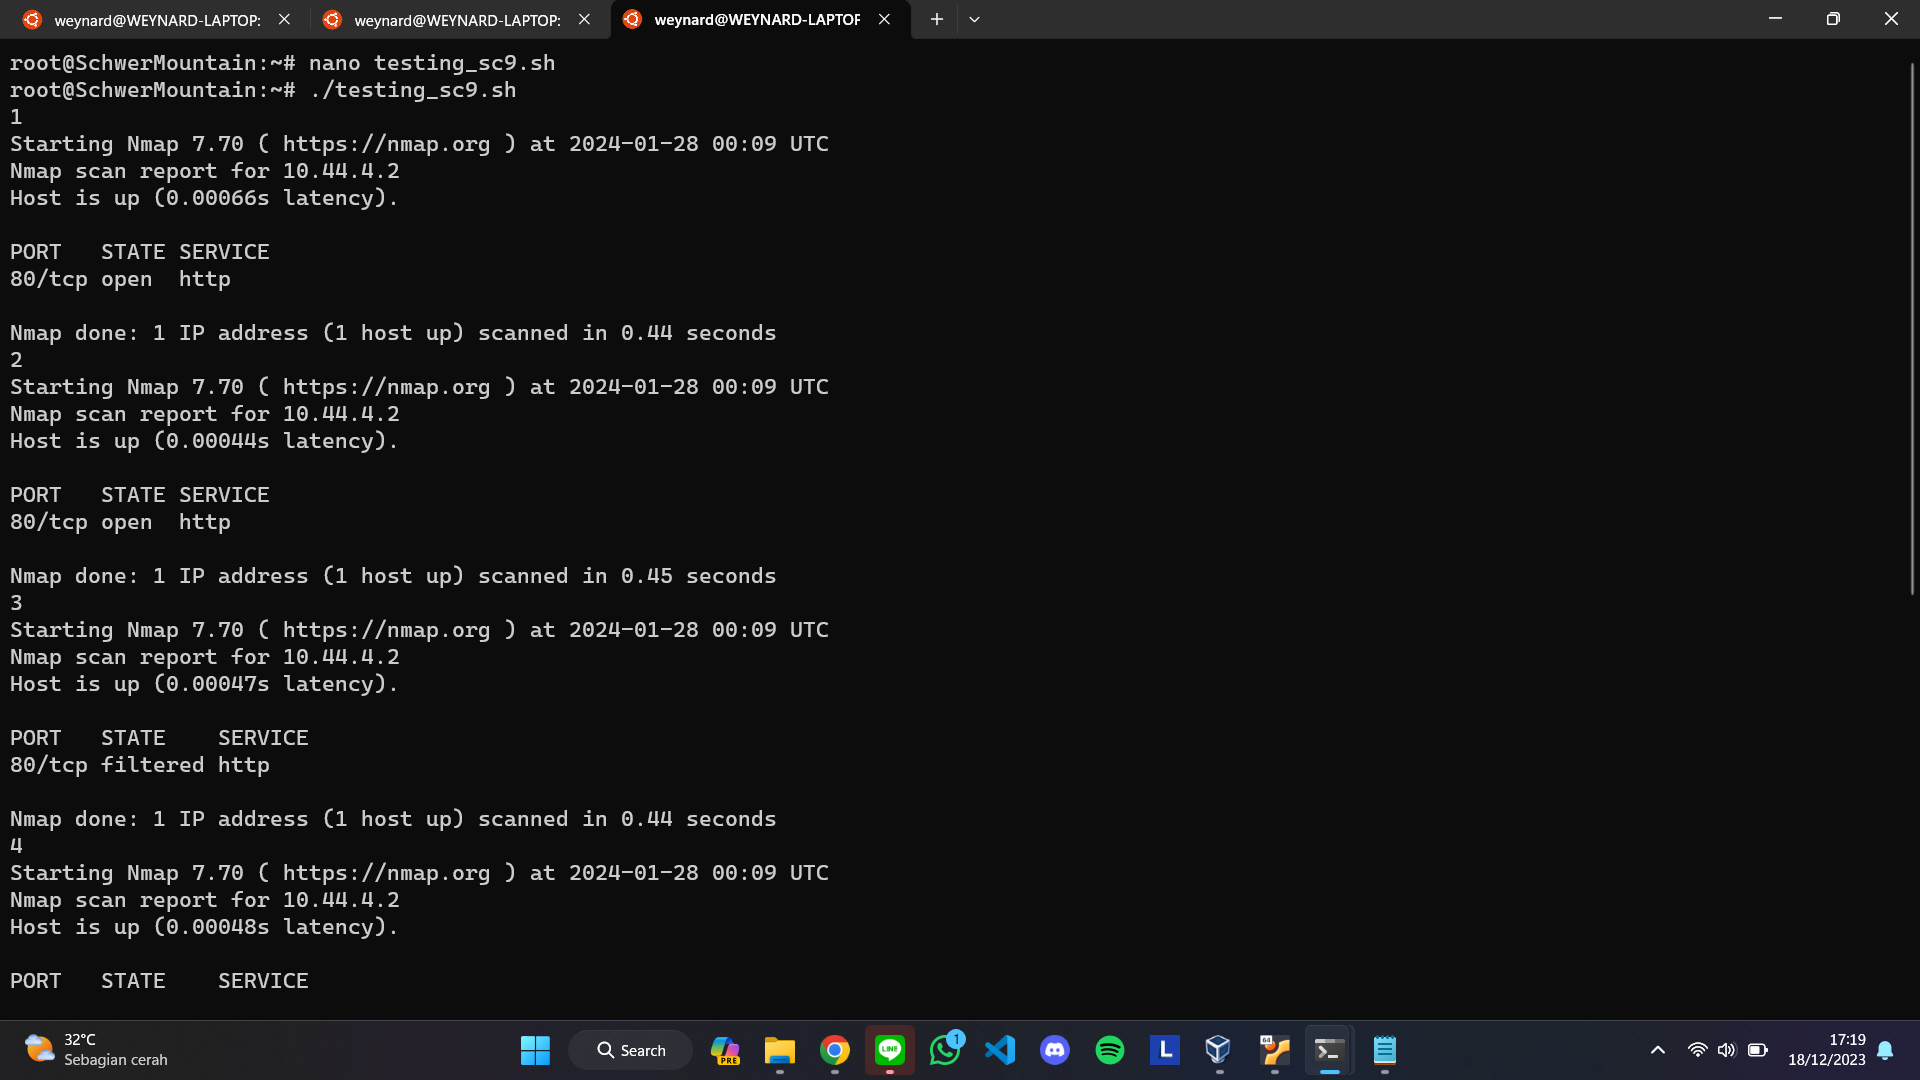 weynard@WEYNARD-LAPTOP: weynard@WEYNARD-LAPTOP: weynard@WEYNARD-LAPTOP
root@SchwerMountain:~# nano testing_sc9.sh
root@SchwerMountain:~# ./testing_sc9.sh
1
Starting Nmap 7.70 ( https://nmap.org ) at 2024-01-28 00:09 UTC
Nmap scan report for 10.44.4.2
Host is up (0.00066s latency).
PORT   STATE SERVICE
80/tcp open  http
Nmap done: 1 IP address (1 host up) scanned in 0.44 seconds
2
Starting Nmap 7.70 ( https://nmap.org ) at 2024-01-28 00:09 UTC
Nmap scan report for 10.44.4.2
Host is up (0.00044s latency).
PORT   STATE SERVICE
80/tcp open  http
Nmap done: 1 IP address (1 host up) scanned in 0.45 seconds
3
Starting Nmap 7.70 ( https://nmap.org ) at 2024-01-28 00:09 UTC
Nmap scan report for 10.44.4.2
Host is up (0.00047s latency).
PORT   STATE    SERVICE
80/tcp filtered http
Nmap done: 1 IP address (1 host up) scanned in 0.44 seconds
4
Starting Nmap 7.70 ( https://nmap.org ) at 2024-01-28 00:09 UTC
Nmap scan report for 10.44.4.2
Host is up (0.00048s latency).
PORT   STATE    SERVICE
32°C
Sebagian cerah
Search
PRE
LINE
1
L
64
17:19
18/12/2023